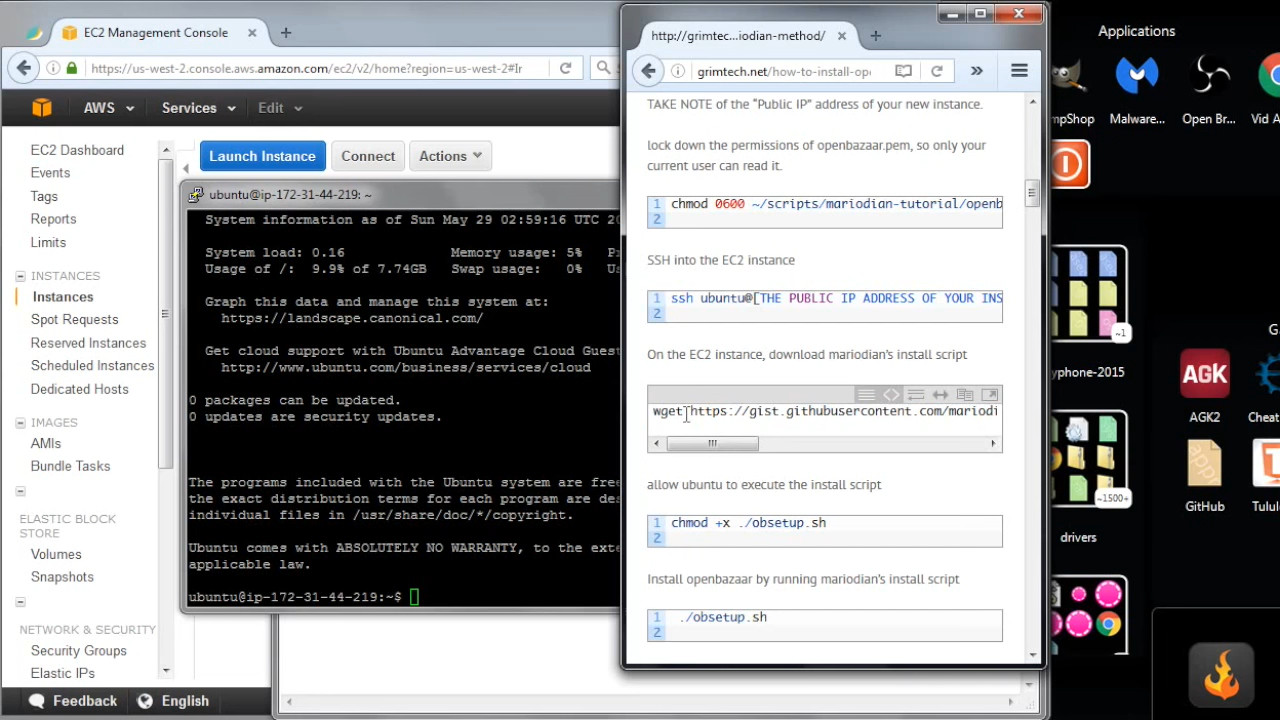 EC2 Management Console
https://us-west-2.console.aws.amazon.com/ec2/v2/home?region=us-west-2#Ir
AWS
Services
Edit
EC2 Dashboard
Events
Tags
Reports
Limits
INSTANCES
Instances
Spot Requests
Reserved Instances
Scheduled Instances
Dedicated Hosts
IMAGES
AMIs
Bundle Tasks
ELASTIC BLOCK
STORE
Volumes
Snapshots
NETWORK & SECURITY
Security Groups
Elastic IPs
Feedback
English
Launch Instance
Connect
Actions
ubuntu@ip-172-31-44-219: ~
System information as of Sun May 29 02:59:16 UTC 20
System load: 0.16 Memory usage: 5% Pr
Usage of /: 9.9% of 7.74GB Swap usage: 0% Us
Graph this data and manage this system at:
https://landscape.canonical.com/
Get cloud support with Ubuntu Advantage Cloud Gues
http://www.ubuntu.com/business/services/cloud
0 packages can be updated.
0 updates are security updates.
The programs included with the Ubuntu system are free
the exact distribution terms for each program are des
individual files in /usr/share/doc/*/copyright.
Ubuntu comes with ABSOLUTELY NO WARRANTY, to the exte
applicable law.
ubuntu@ip-172-31-44-219:~$
http://grimtec...iodian-method/
grimtech.net/how-to-install-op
TAKE NOTE of the "Public IP" address of your new instance.
lock down the permissions of openbazaar.pem, so only your
current user can read it.
1 chmod 0600 ~/scripts/mariodian-tutorial/openb
2
SSH into the EC2 instance
1 ssh ubuntu@[THE PUBLIC IP ADDRESS OF YOUR INS
2
On the EC2 instance, download mariodian's install script
wget https://gist.githubusercontent.com/mariodi
allow ubuntu to execute the install script
1 chmod +x ./obsetup.sh
2
Install openbazaar by running mariodian's install script
1 ./obsetup.sh
2
Applications
mpShop
Malware...
Open Br...
Vid A
~1
yphone-2015
~1500+
drivers
G
AGK
AGK2
Cheat
GitHub
Tutul